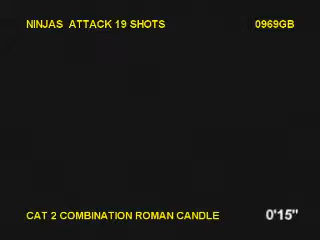 NINJAS  ATTACK 19 SHOTS
0969GB
CAT 2 COMBINATION ROMAN CANDLE
0'15"